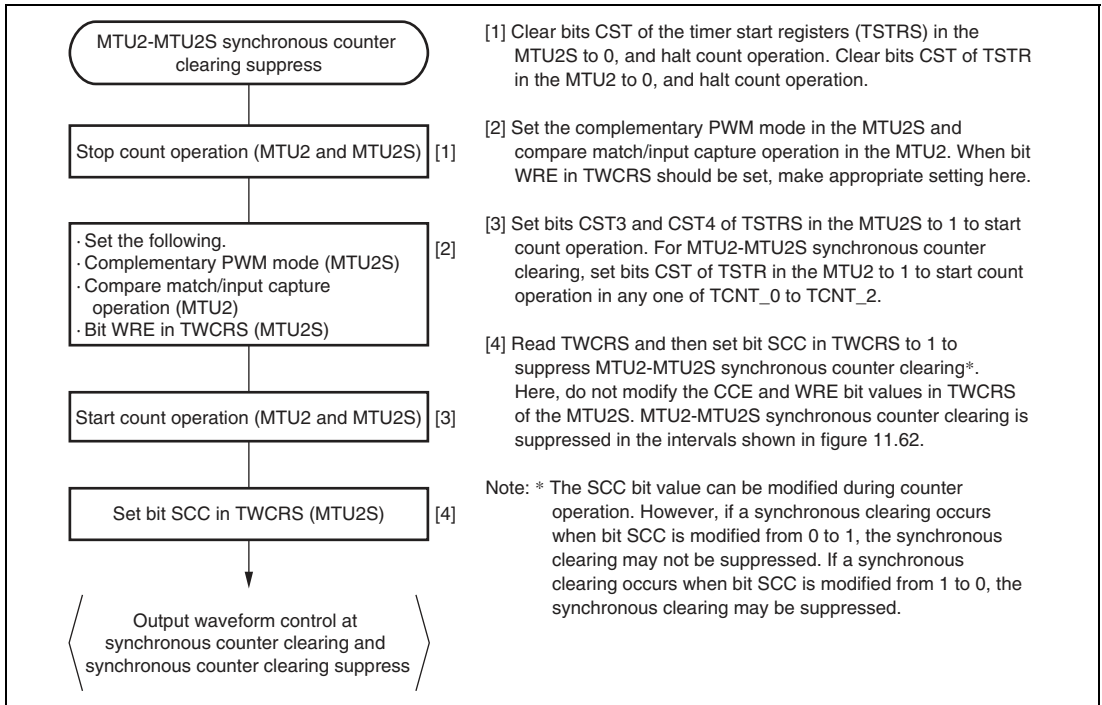 MTU2-MTU2S synchronous counter
clearing suppress
Stop count operation (MTU2 and MTU2S)
[1]
· Set the following.
· Complementary PWM mode (MTU2S)
· Compare match/input capture
operation (MTU2)
· Bit WRE in TWCRS (MTU2S)
[2]
Start count operation (MTU2 and MTU2S)
[3]
Set bit SCC in TWCRS (MTU2S)
[4]
Output waveform control at
synchronous counter clearing and
synchronous counter clearing suppress
[1] Clear bits CST of the timer start registers (TSTRS) in the
MTU2S to 0, and halt count operation. Clear bits CST of TSTR
in the MTU2 to 0, and halt count operation.
[2] Set the complementary PWM mode in the MTU2S and
compare match/input capture operation in the MTU2. When bit
WRE in TWCRS should be set, make appropriate setting here.
[3] Set bits CST3 and CST4 of TSTRS in the MTU2S to 1 to start
count operation. For MTU2-MTU2S synchronous counter
clearing, set bits CST of TSTR in the MTU2 to 1 to start count
operation in any one of TCNT_0 to TCNT_2.
[4] Read TWCRS and then set bit SCC in TWCRS to 1 to
suppress MTU2-MTU2S synchronous counter clearing*.
Here, do not modify the CCE and WRE bit values in TWCRS
of the MTU2S. MTU2-MTU2S synchronous counter clearing is
suppressed in the intervals shown in figure 11.62.
Note: * The SCC bit value can be modified during counter
operation. However, if a synchronous clearing occurs
when bit SCC is modified from 0 to 1, the synchronous
clearing may not be suppressed. If a synchronous
clearing occurs when bit SCC is modified from 1 to 0, the
synchronous clearing may be suppressed.